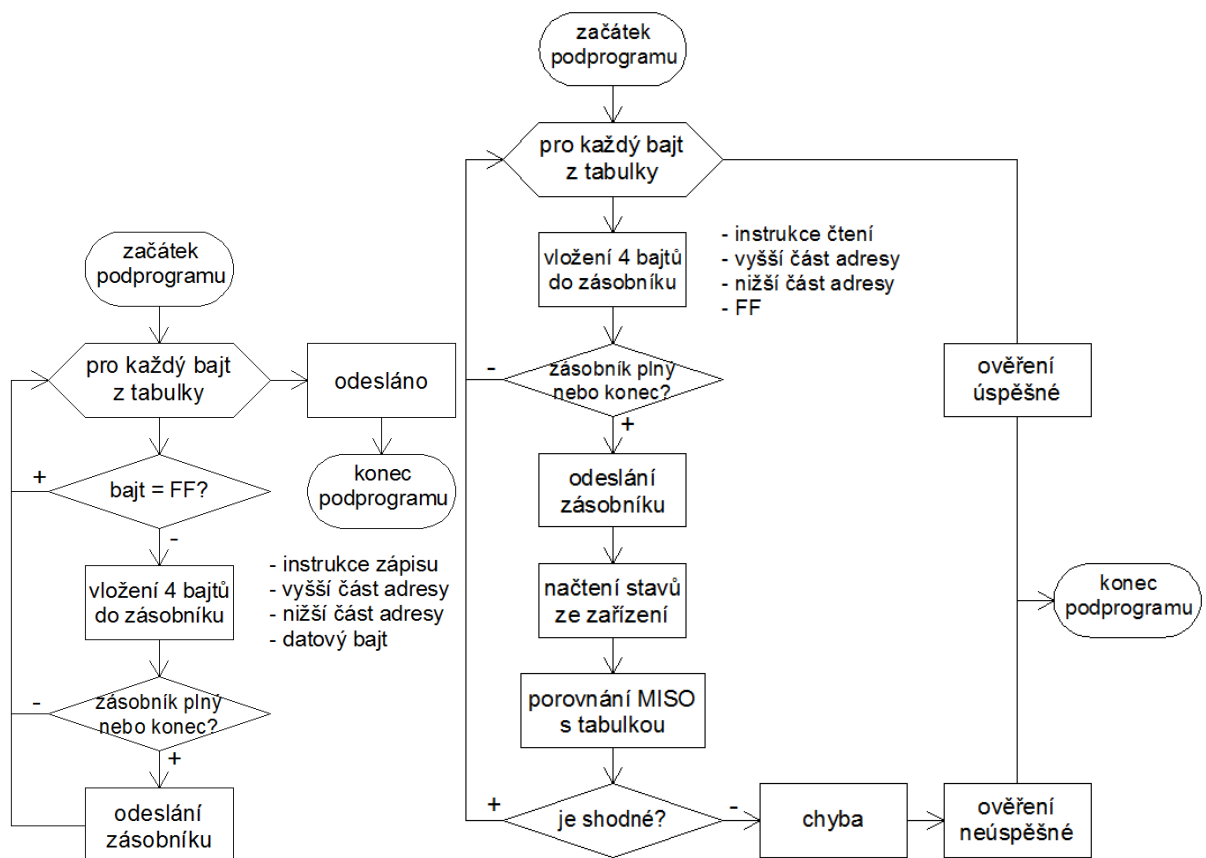 začátek
podprogramu
pro každý bajt
z tabulky
odesláno
konec
podprogramu
+
bajt = FF?
-
vložení 4 bajtů
do zásobníku
- instrukce zápisu
- vyšší část adresy
- nižší část adresy
- datový bajt
-
zásobník plný
nebo konec?
+
odeslání
zásobníku
začátek
podprogramu
pro každý bajt
z tabulky
vložení 4 bajtů
do zásobníku
- instrukce čtení
- vyšší část adresy
- nižší část adresy
- FF
-
zásobník plný
nebo konec?
+
odeslání
zásobníku
načtení stavů
ze zařízení
porovnání MISO
s tabulkou
+
je shodné?
-
chyba
ověření
neúspěšné
ověření
úspěšné
konec
podprogramu